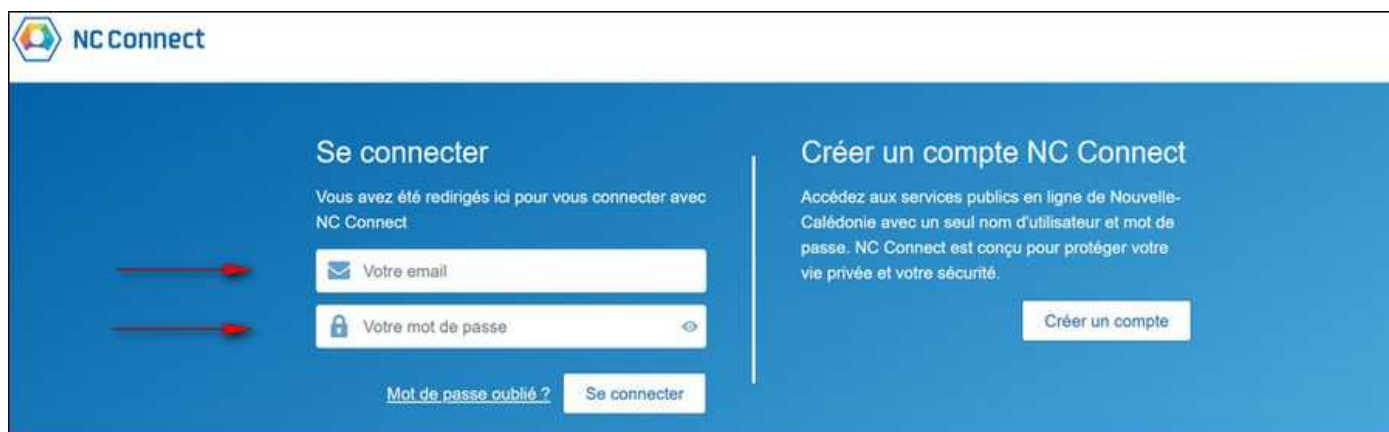 NC CONNECT
Se connecter
Vous avez été redirigés ici pour vous connecter avec
NC Connect
Votre email
Votre mot de passe
Mot de passe oublié ?
Se connecter
Créer un compte NC Connect
Accédez aux services publics en ligne de Nouvelle-
Calédonie avec un seul nom d'utilisateur et mot de
passe. NC Connect est conçu pour protéger votre
vie privée et votre sécurité.
Créer un compte